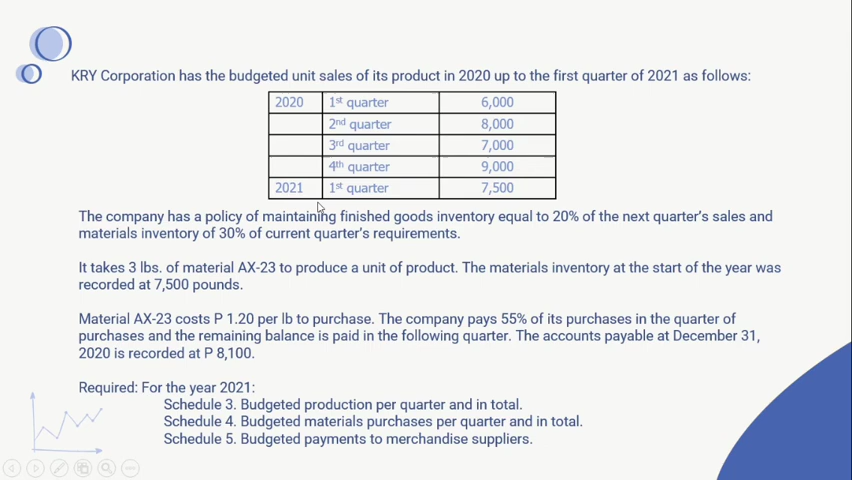 KRY Corporation has the budgeted unit sales of its product in 2020 up to the first quarter of 2021 as follows:
2020 1st quarter 6,000
2nd quarter 8,000
3rd quarter 7,000
4th quarter 9,000
2021 1st quarter 7,500
The company has a policy of maintaining finished goods inventory equal to 20% of the next quarter's sales and
materials inventory of 30% of current quarter's requirements.
It takes 3 lbs. of material AX-23 to produce a unit of product. The materials inventory at the start of the year was
recorded at 7,500 pounds.
Material AX-23 costs P 1.20 per lb to purchase. The company pays 55% of its purchases in the quarter of
purchases and the remaining balance is paid in the following quarter. The accounts payable at December 31,
2020 is recorded at P 8,100.
Required: For the year 2021:
Schedule 3. Budgeted production per quarter and in total.
Schedule 4. Budgeted materials purchases per quarter and in total.
Schedule 5. Budgeted payments to merchandise suppliers.